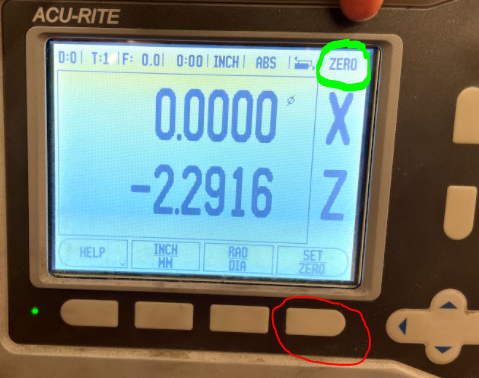 ACU-RITE
D:0 T:1 F: 0.0 0:00 INCH ABS ZERO
0.0000 ⌀ X
-2.2916 Z
HELP INCH RAD SET
MM DIA ZERO